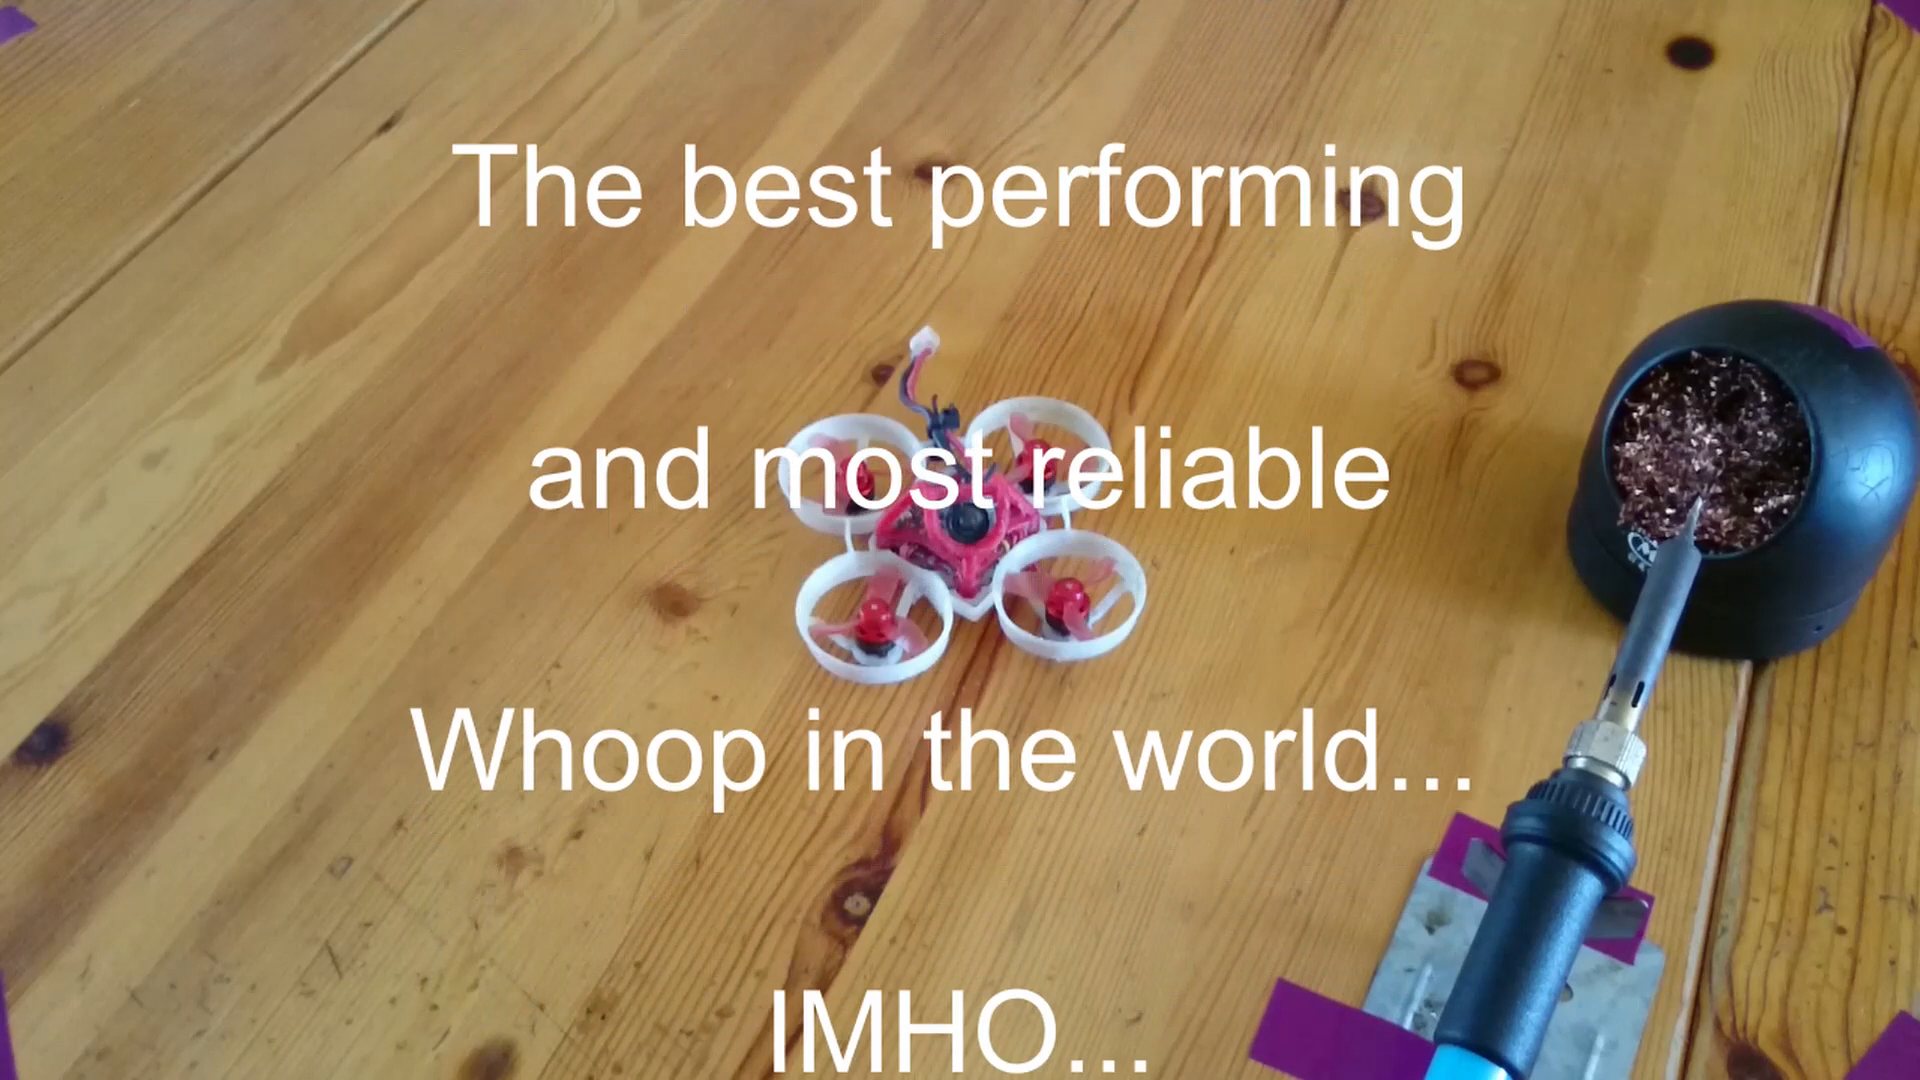 The best performing
and most reliable
Whoop in the world...
IMHO...